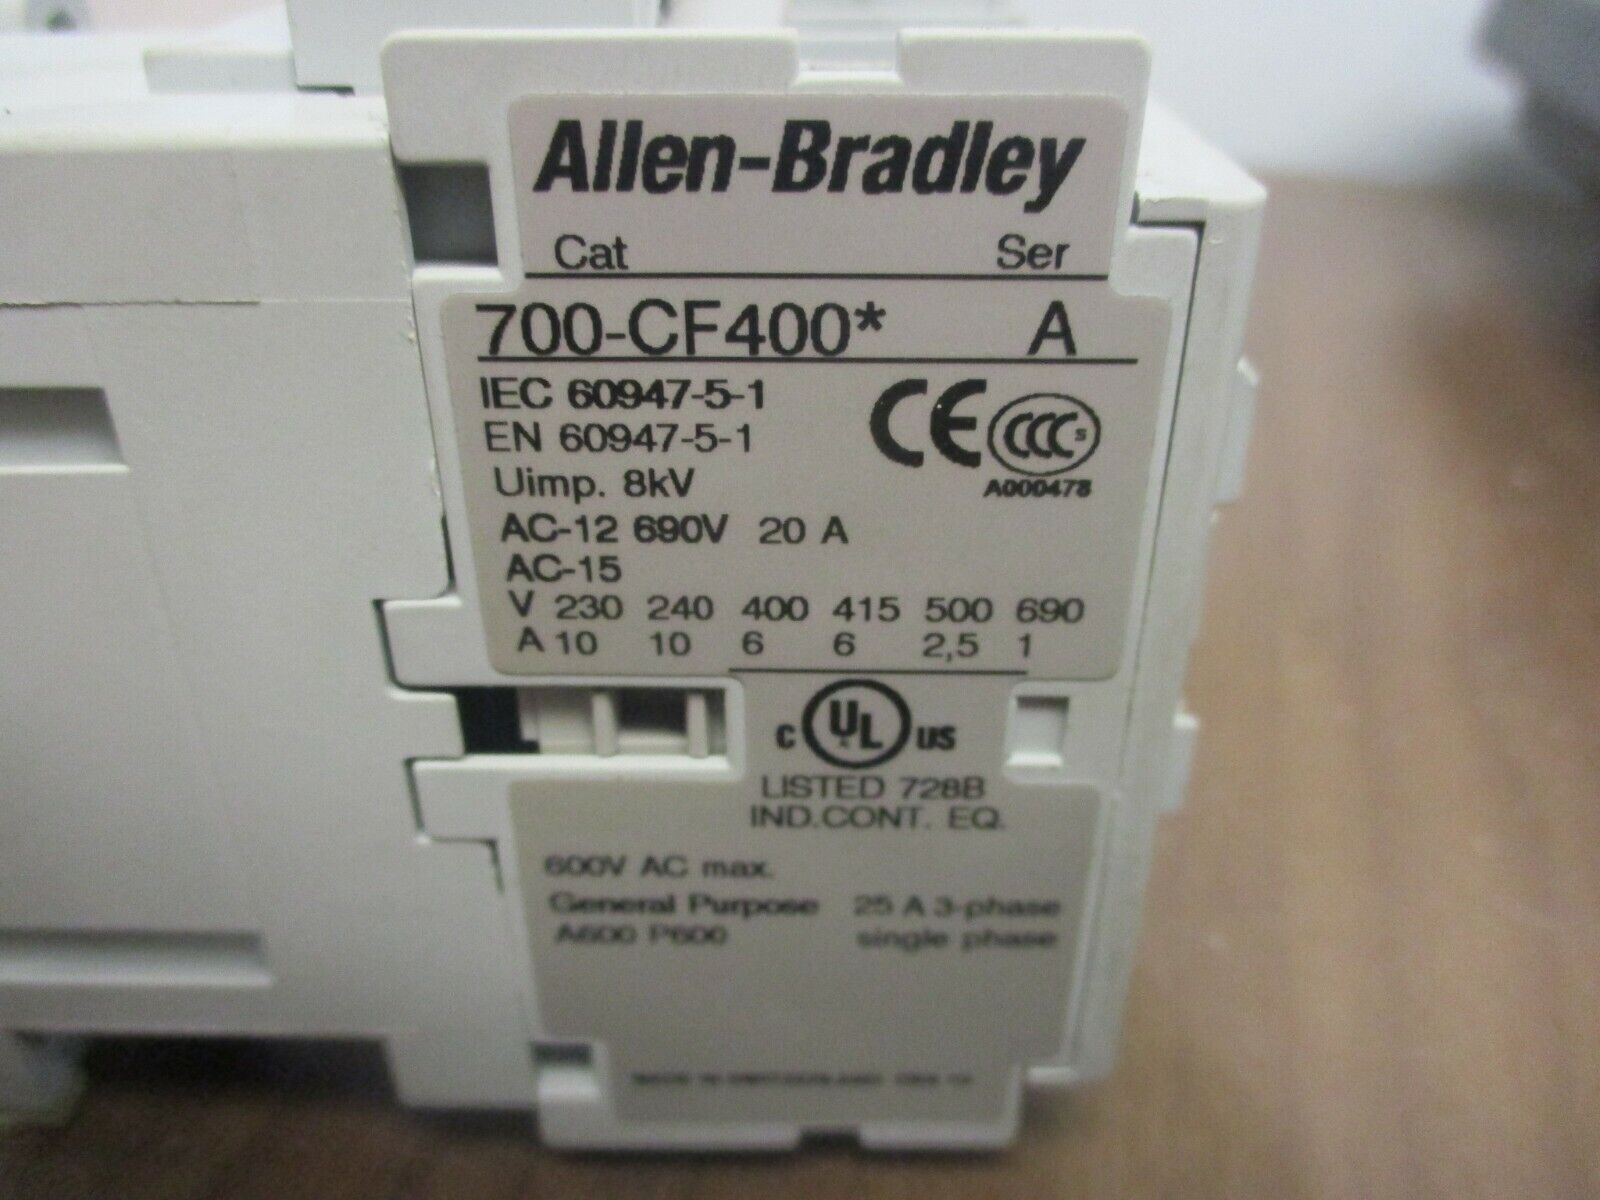 Allen-Bradley
Cat Ser
700-CF400* A
IEC 60947-5-1
EN 60947-5-1
CE CCC S
Uimp. 8kV
A000478
AC-12 690V 20 A
AC-15
V 230 240 400 415 500 690
A 10 10 6 6 2,5 1
C UL US
LISTED 728B
IND.CONT. EQ.
600V AC max.
General Purpose 25 A 3-phase
A600 P600 single phase